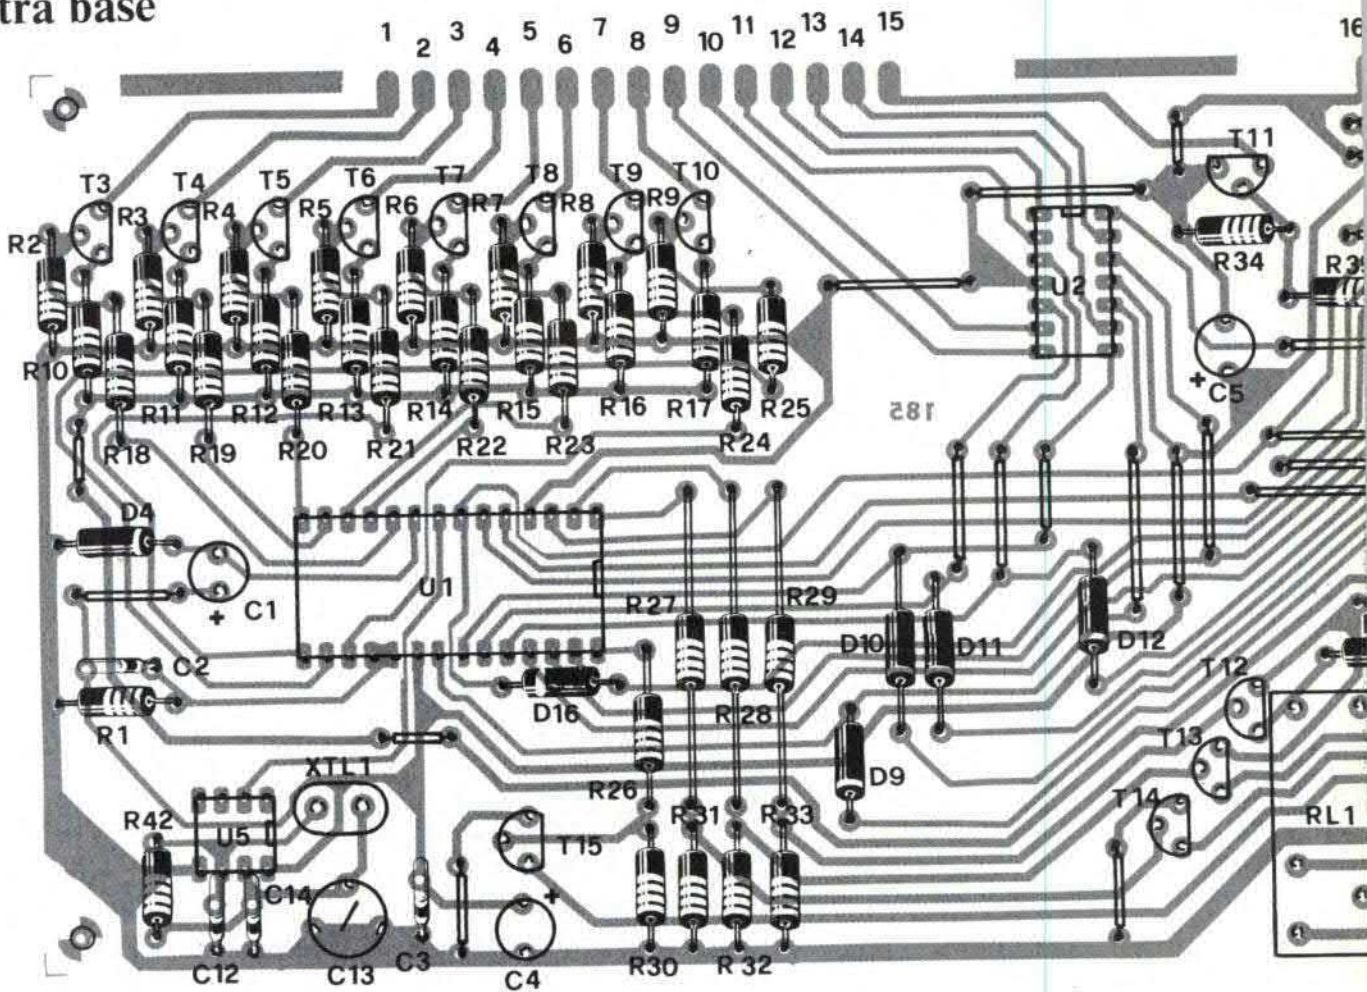 tra base
1 2 3 4 5 6 7 8 9 10 11 12 13 14 15 16
T3 T4 T5 T6 T7 T8 T9 T10 T11
R2 R3 R4 R5 R6 R7 R8 R9
R34
U2
R39
R10
C5
R11 R12 R13 R14 R15 R16 R17 R25
185
R18 R19 R20 R21 R22 R23 R24
D4
U1
C1
R27 R29
D10 D11 D12
C2
T12
D16
R28
R1
T13
XTL1
D9
R26
T14
R42
U5
T15
R31 R33
RL1
C14
C12 C13 C3 C4 R30 R32